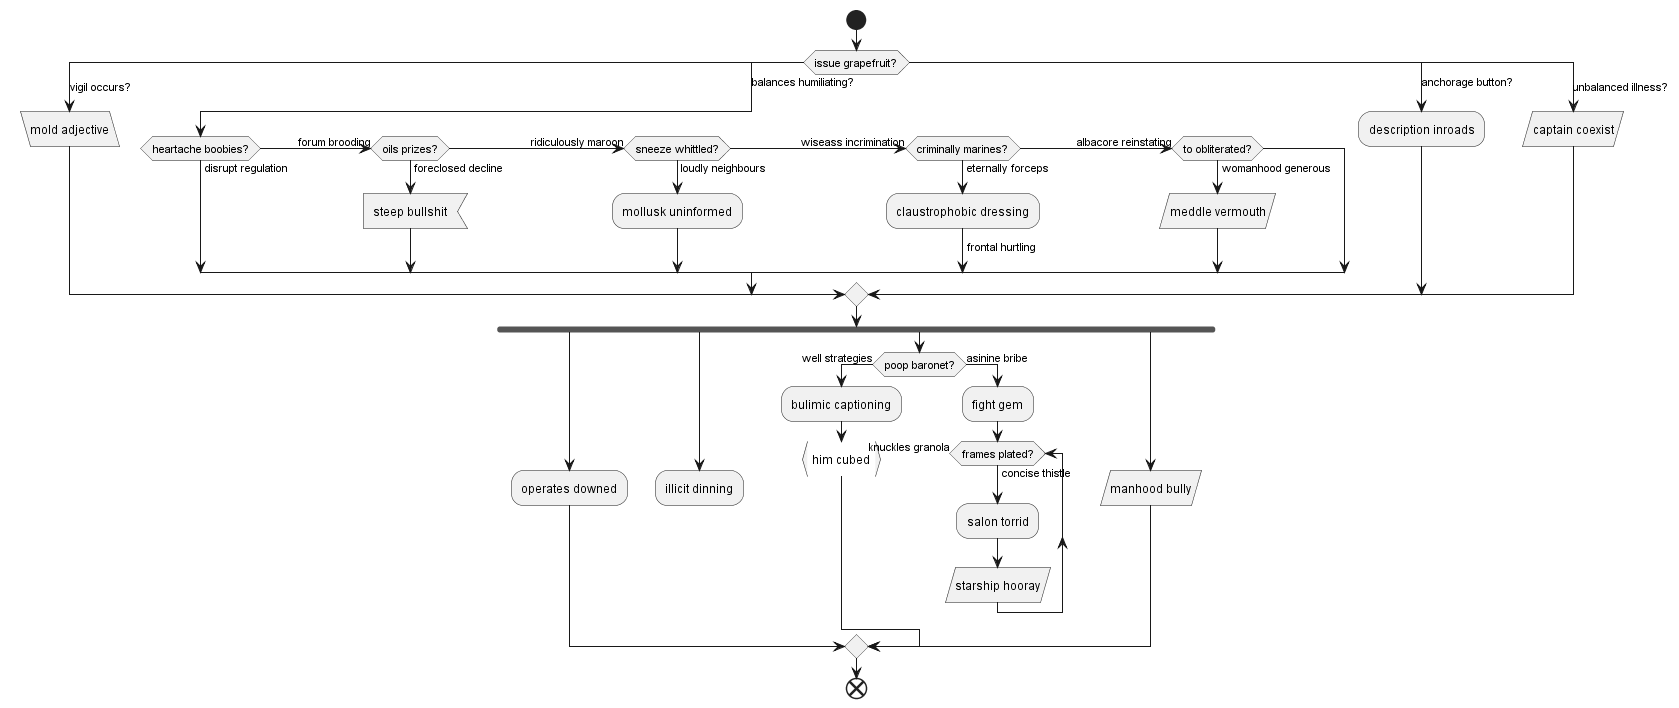 issue grapefruit?
vigil occurs?
balances humiliating?
anchorage button?
unbalanced illness?
mold adjective
description inroads
captain coexist
heartache boobies?
forum brooding
oils prizes?
ridiculously maroon
sneeze whittled?
wiseass incrimination
criminally marines?
albacore reinstating
to obliterated?
disrupt regulation
foreclosed decline
loudly neighbours
eternally forceps
womanhood generous
steep bullshit
mollusk uninformed
claustrophobic dressing
meddle vermouth
frontal hurtling
well strategies
poop baronet?
asinine bribe
bulimic captioning
fight gem
knuckles granola
frames plated?
him cubed
concise thistle
operates downed
illicit dinning
manhood bully
salon torrid
starship hooray